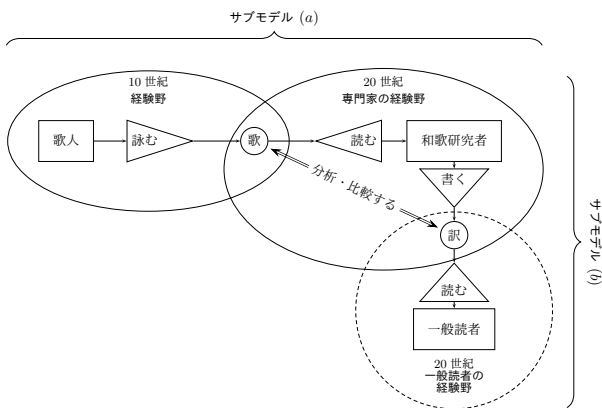 サブモデル (a)
10 世紀
経験野
20 世紀
専門家の経験野
歌人
詠む
歌
読む
和歌研究者
書く
分析・比較する
訳
読む
一般読者
20 世紀
一般読者の
経験野
サブモデル (b)